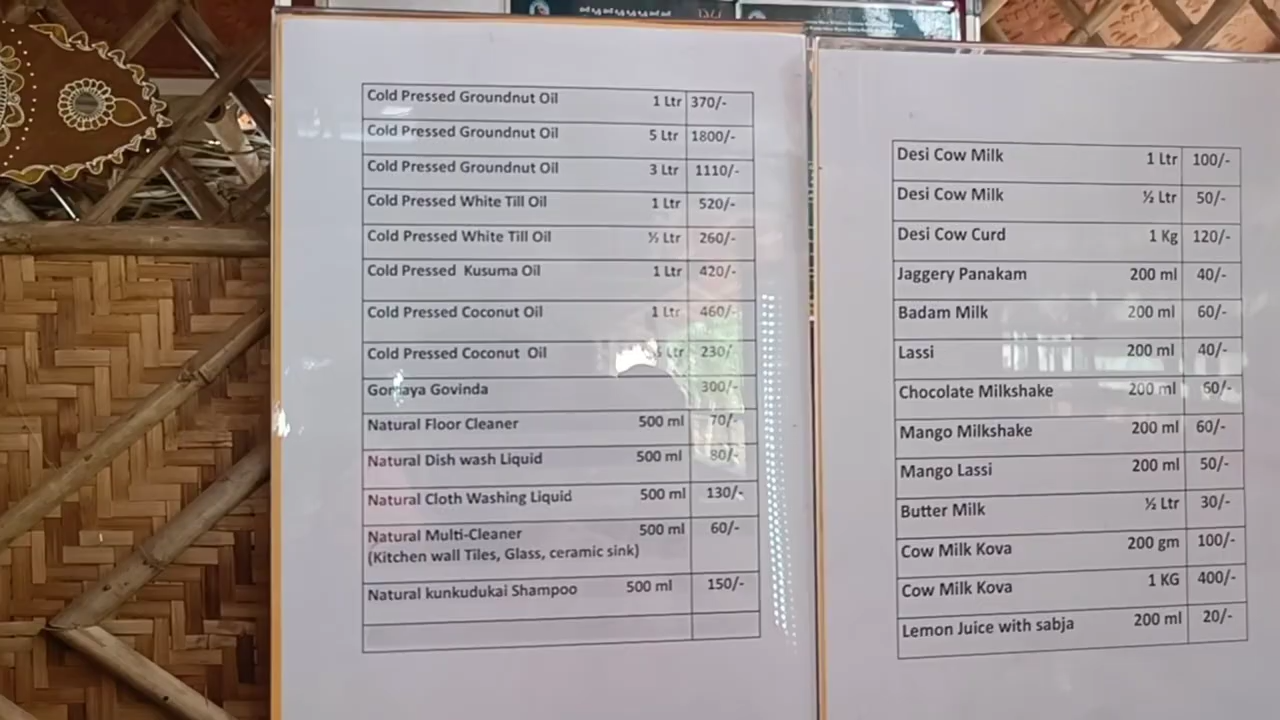 Cold Pressed Groundnut Oil 1 Ltr 370/-
Cold Pressed Groundnut Oil 5 Ltr 1800/-
Cold Pressed Groundnut Oil 3 Ltr 1110/-
Cold Pressed White Till Oil 1 Ltr 520/-
Cold Pressed White Till Oil ½ Ltr 260/-
Cold Pressed Kusuma Oil 1 Ltr 420/-
Cold Pressed Coconut Oil 1 Ltr 460/-
Cold Pressed Coconut Oil Ltr 230/-
Gomaya Govinda 300/-
Natural Floor Cleaner 500 ml 70/-
Natural Dish wash Liquid 500 ml 80/-
Natural Cloth Washing Liquid 500 ml 130/-
Natural Multi-Cleaner 500 ml 60/-
(Kitchen wall Tiles, Glass, ceramic sink)
Natural kunkudukai Shampoo 500 ml 150/-
Desi Cow Milk 1 Ltr 100/-
Desi Cow Milk ½ Ltr 50/-
Desi Cow Curd 1 Kg 120/-
Jaggery Panakam 200 ml 40/-
Badam Milk 200 ml 60/-
Lassi 200 ml 40/-
Chocolate Milkshake 200 ml 60/-
Mango Milkshake 200 ml 60/-
Mango Lassi 200 ml 50/-
Butter Milk ½ Ltr 30/-
Cow Milk Kova 200 gm 100/-
Cow Milk Kova 1 KG 400/-
Lemon Juice with sabja 200 ml 20/-